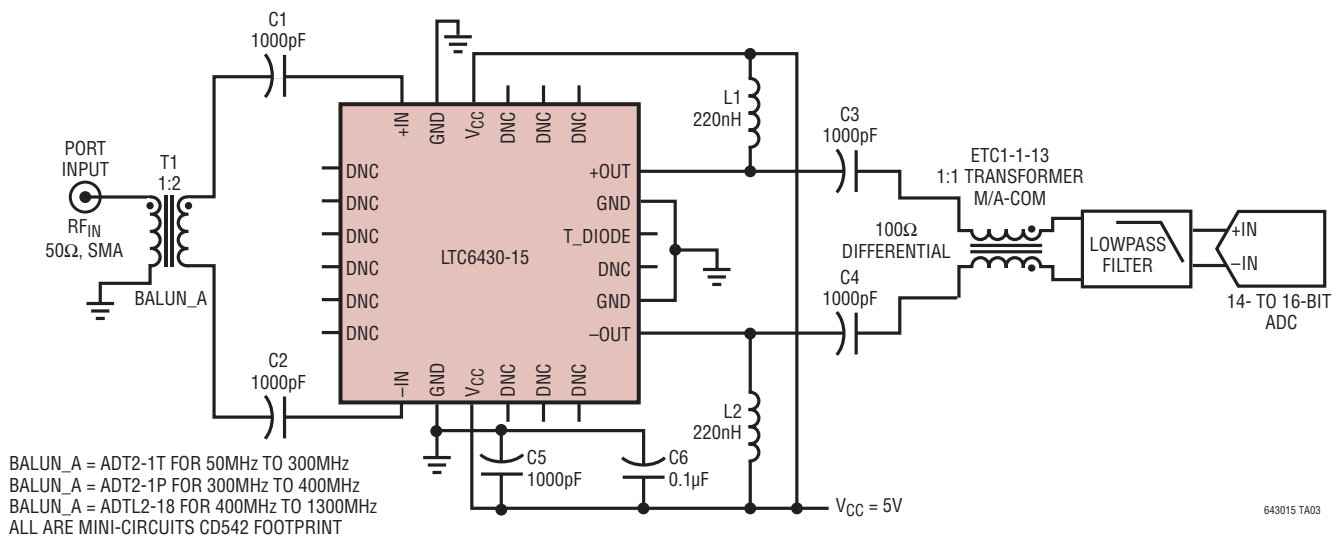 C1
1000pF
PORT
INPUT
T1
1:2
RFIN
50Ω, SMA
BALUN_A
C2
1000pF
+IN
GND
VCC
DNC
DNC
DNC
DNC
DNC
DNC
DNC
DNC
DNC
LTC6430-15
+OUT
GND
T_DIODE
DNC
GND
–OUT
–IN
GND
VCC
DNC
DNC
DNC
L1
220nH
C3
1000pF
100Ω
DIFFERENTIAL
C4
1000pF
L2
220nH
C5
1000pF
C6
0.1µF
VCC = 5V
ETC1-1-13
1:1 TRANSFORMER
M/A-COM
LOWPASS
FILTER
+IN
–IN
14- TO 16-BIT
ADC
BALUN_A = ADT2-1T FOR 50MHz TO 300MHz
BALUN_A = ADT2-1P FOR 300MHz TO 400MHz
BALUN_A = ADTL2-18 FOR 400MHz TO 1300MHz
ALL ARE MINI-CIRCUITS CD542 FOOTPRINT
643015 TA03